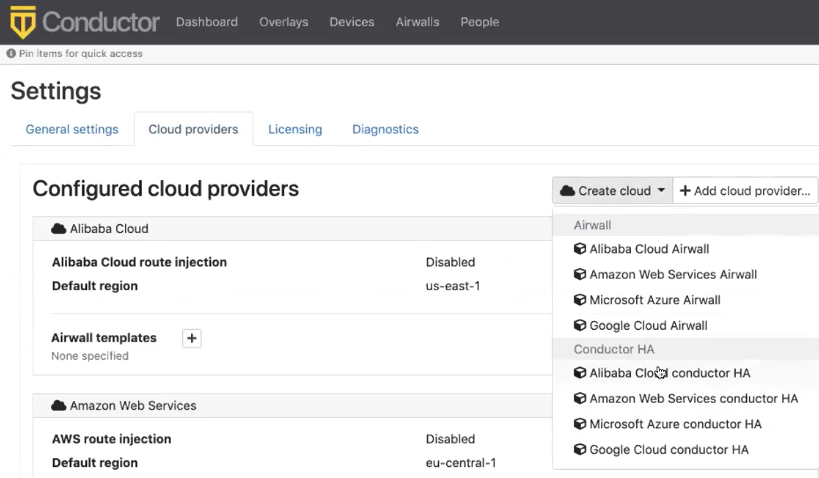 Conductor Dashboard Overlays Devices Airwalls People
Pin items for quick access
Settings
General settings Cloud providers Licensing Diagnostics
Configured cloud providers
Create cloud + Add cloud provider...
Alibaba Cloud
Alibaba Cloud route injection Disabled
Default region us-east-1
Airwall templates +
None specified
Amazon Web Services
AWS route injection Disabled
Default region eu-central-1
Airwall
Alibaba Cloud Airwall
Amazon Web Services Airwall
Microsoft Azure Airwall
Google Cloud Airwall
Conductor HA
Alibaba Cloud conductor HA
Amazon Web Services conductor HA
Microsoft Azure conductor HA
Google Cloud conductor HA